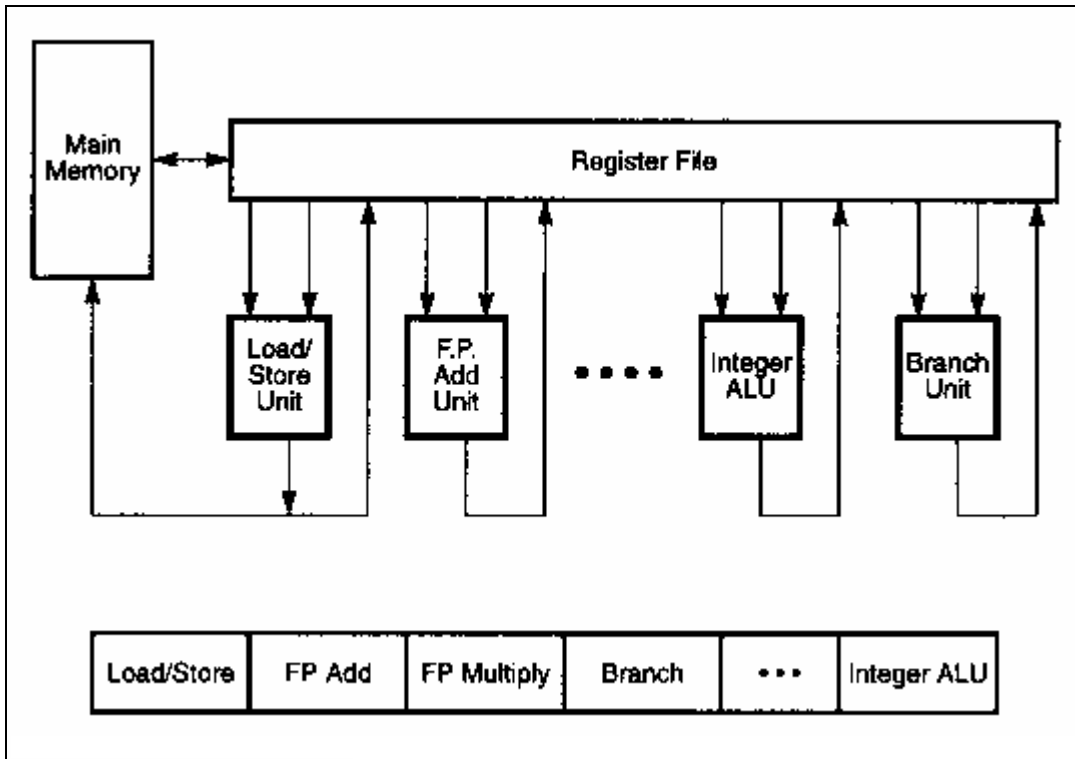 Main
Memory
Register File
Load/
Store
Unit
F.P.
Add
Unit
• • • •
Integer
ALU
Branch
Unit
Load/Store
FP Add
FP Multiply
Branch
• • •
Integer ALU